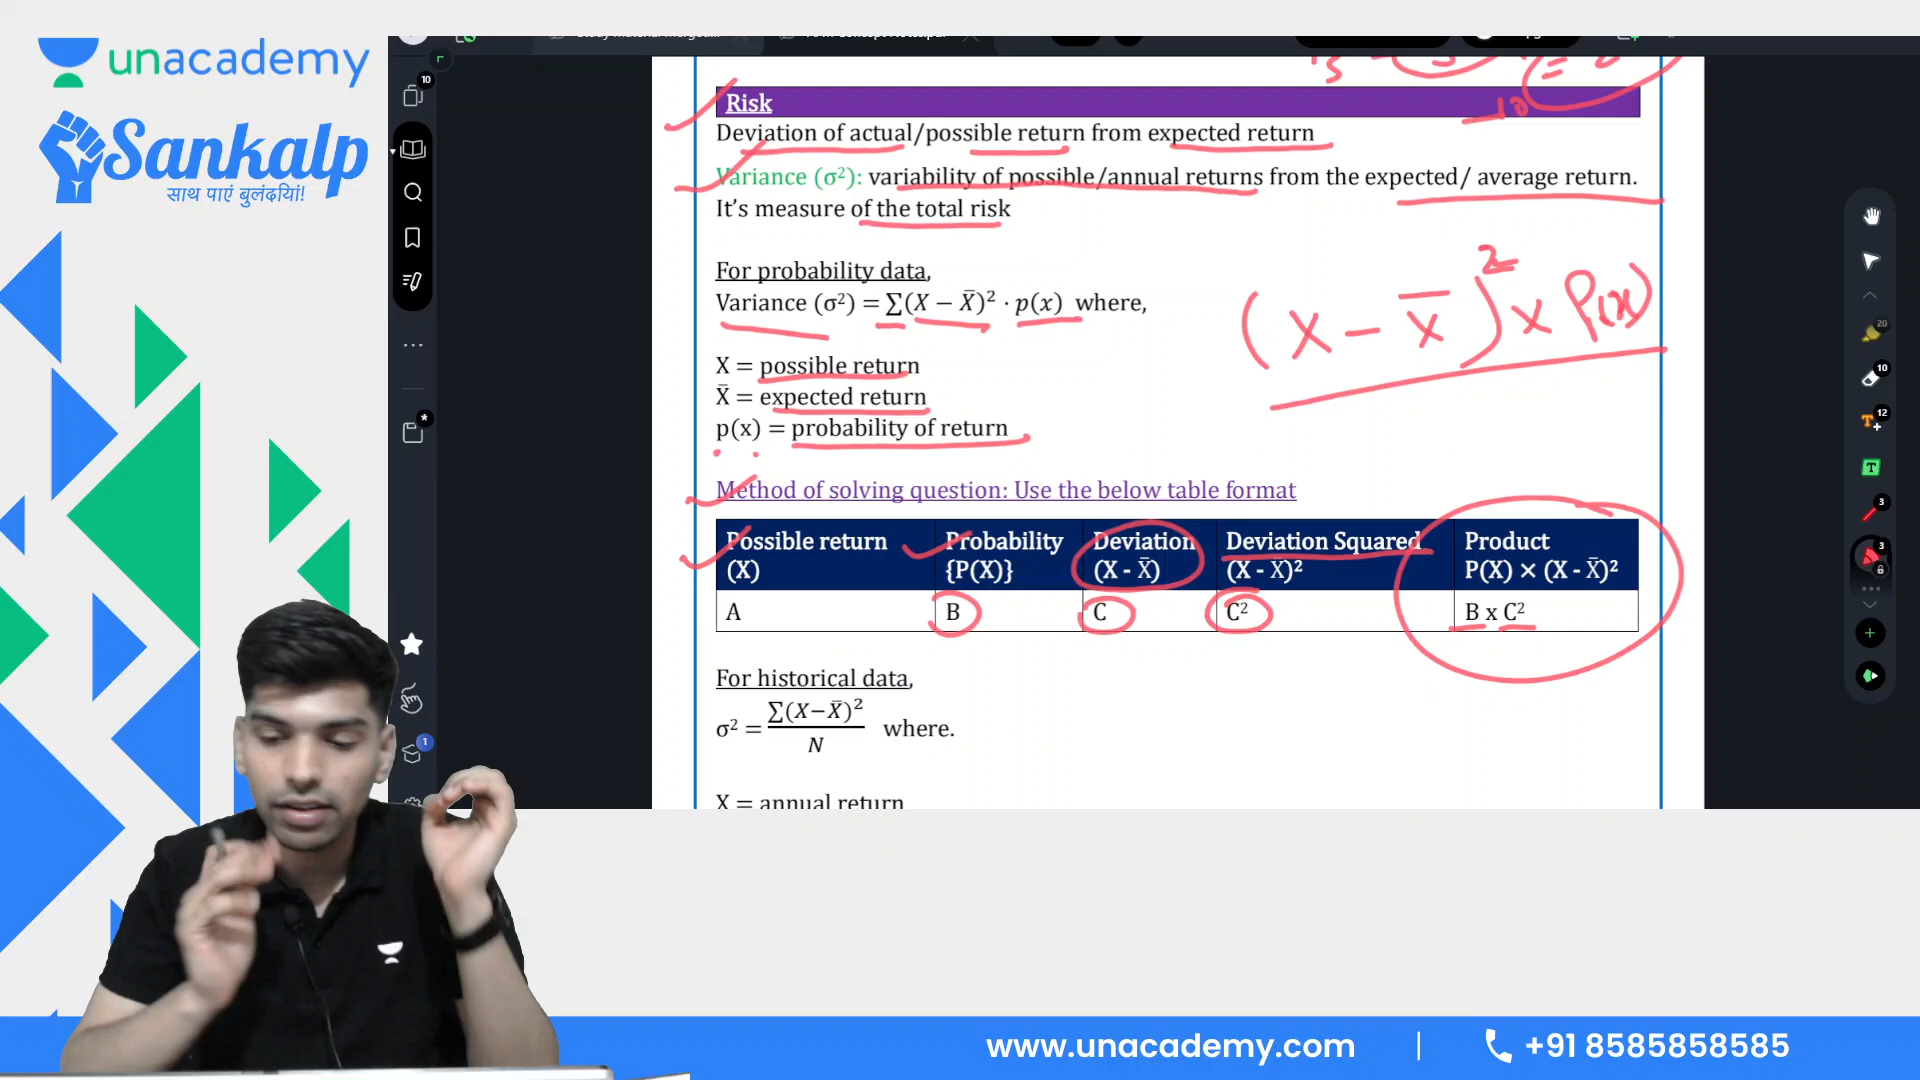 unacademy
Sankalp
साथ पाएं बुलंदियां!
Risk
Deviation of actual/possible return from expected return
Variance (σ²): variability of possible/annual returns from the expected/ average return.
It's measure of the total risk
For probability data,
Variance (σ²) = ∑(X − X̄)² · p(x) where,
(X − X̄)² × P(x)
X = possible return
X̄ = expected return
p(x) = probability of return
Method of solving question: Use the below table format
Possible return (X) Probability {P(X)} Deviation (X - X̄) Deviation Squared (X - X̄)² Product P(X) × (X - X̄)²
A B C C² B x C²
For historical data,
σ² = ∑(X−X̄)² / N where.
X = annual return
www.unacademy.com | +91 8585858585